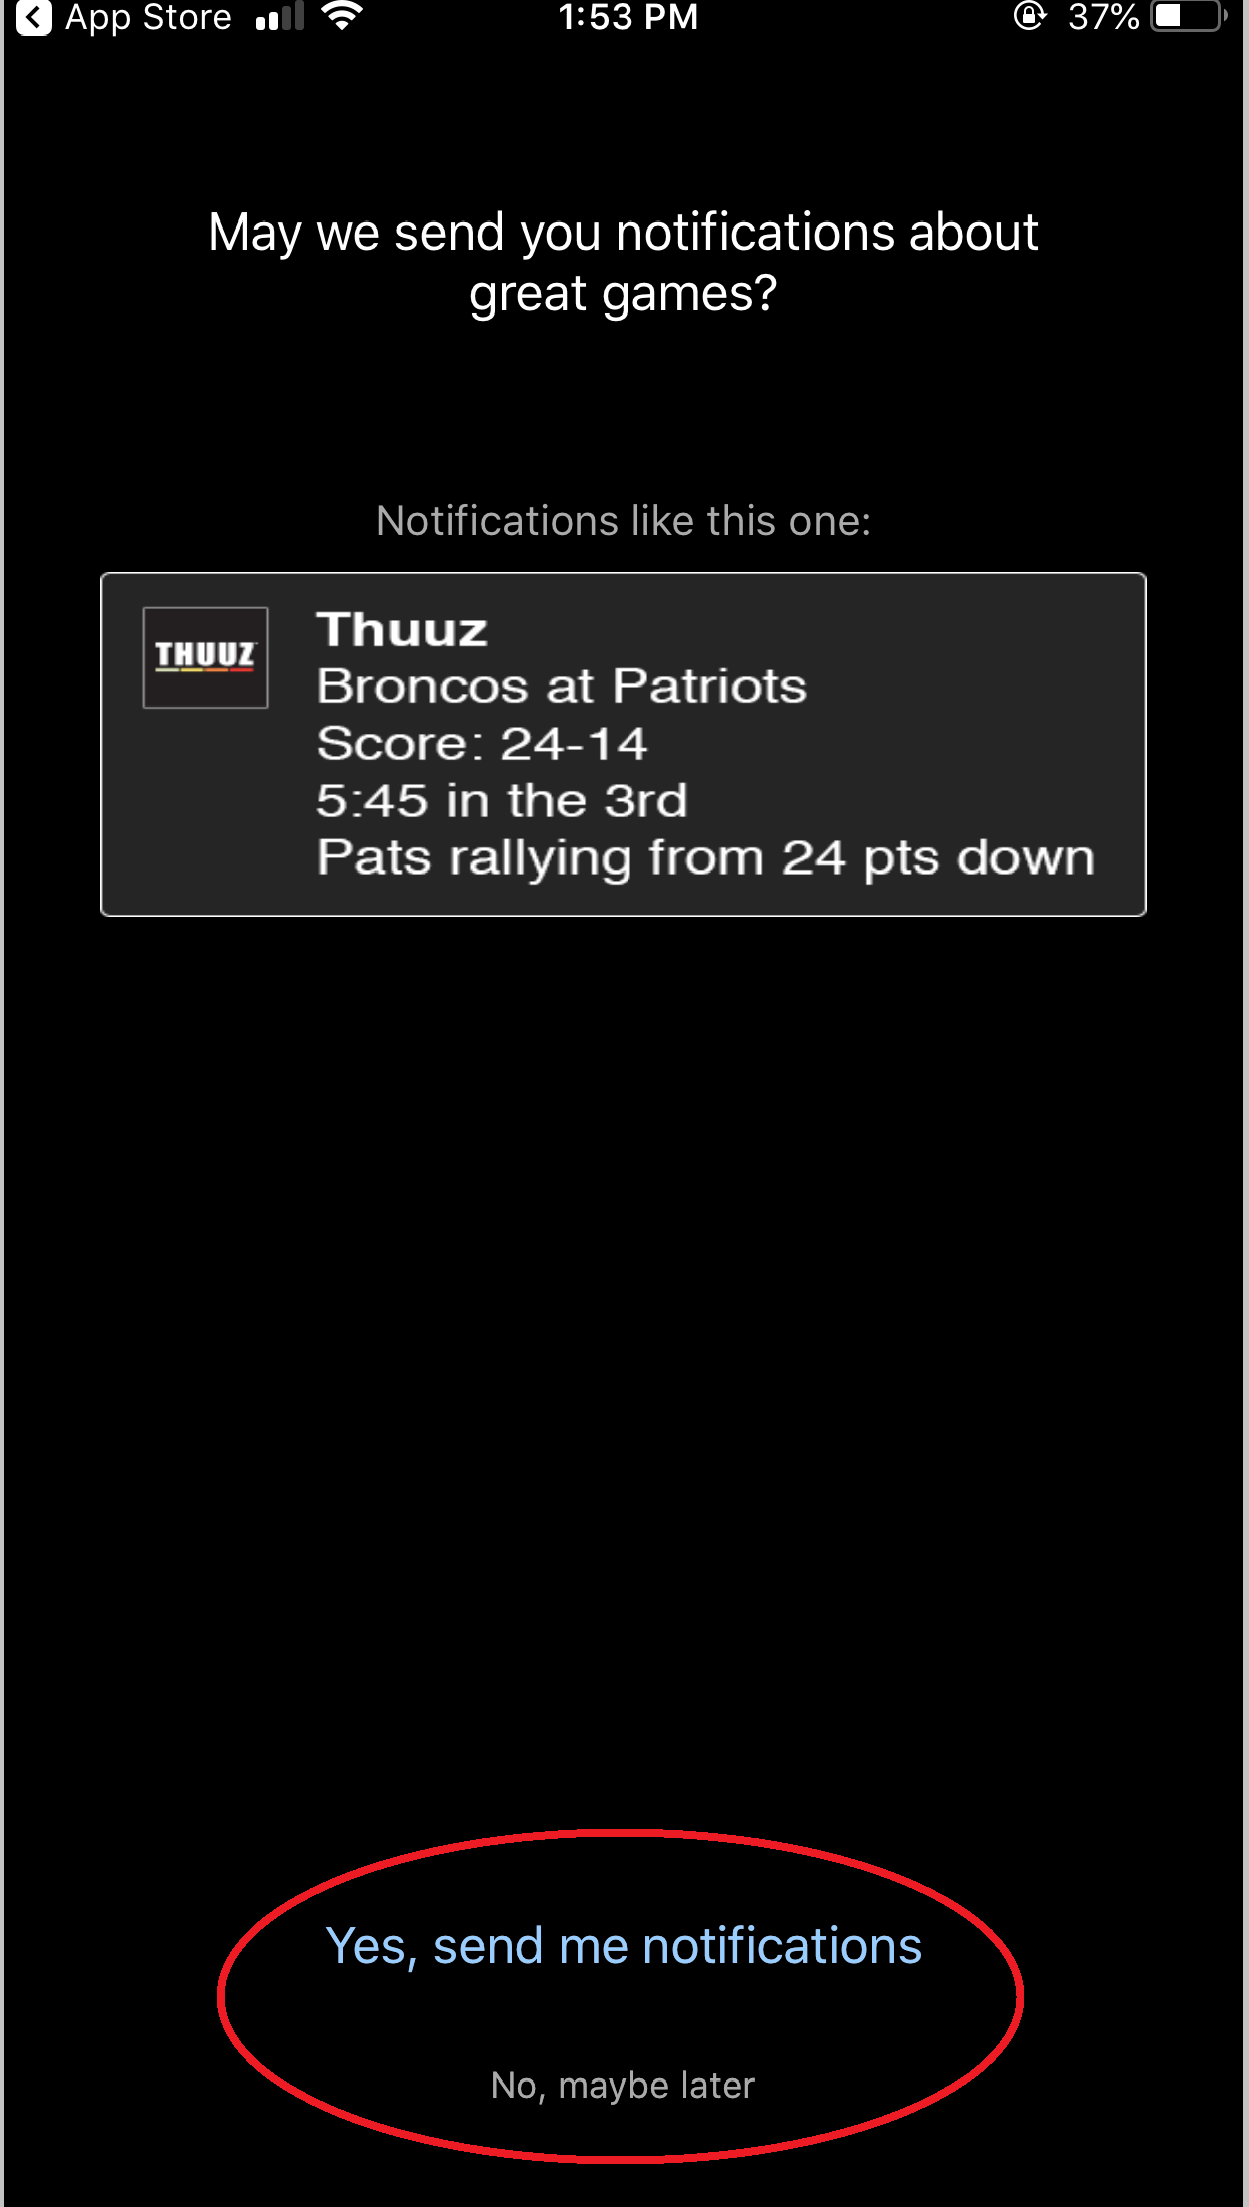 App Store 1:53 PM 37%
May we send you notifications about
great games?
Notifications like this one:
THUUZ
Thuuz
Broncos at Patriots
Score: 24-14
5:45 in the 3rd
Pats rallying from 24 pts down
Yes, send me notifications
No, maybe later